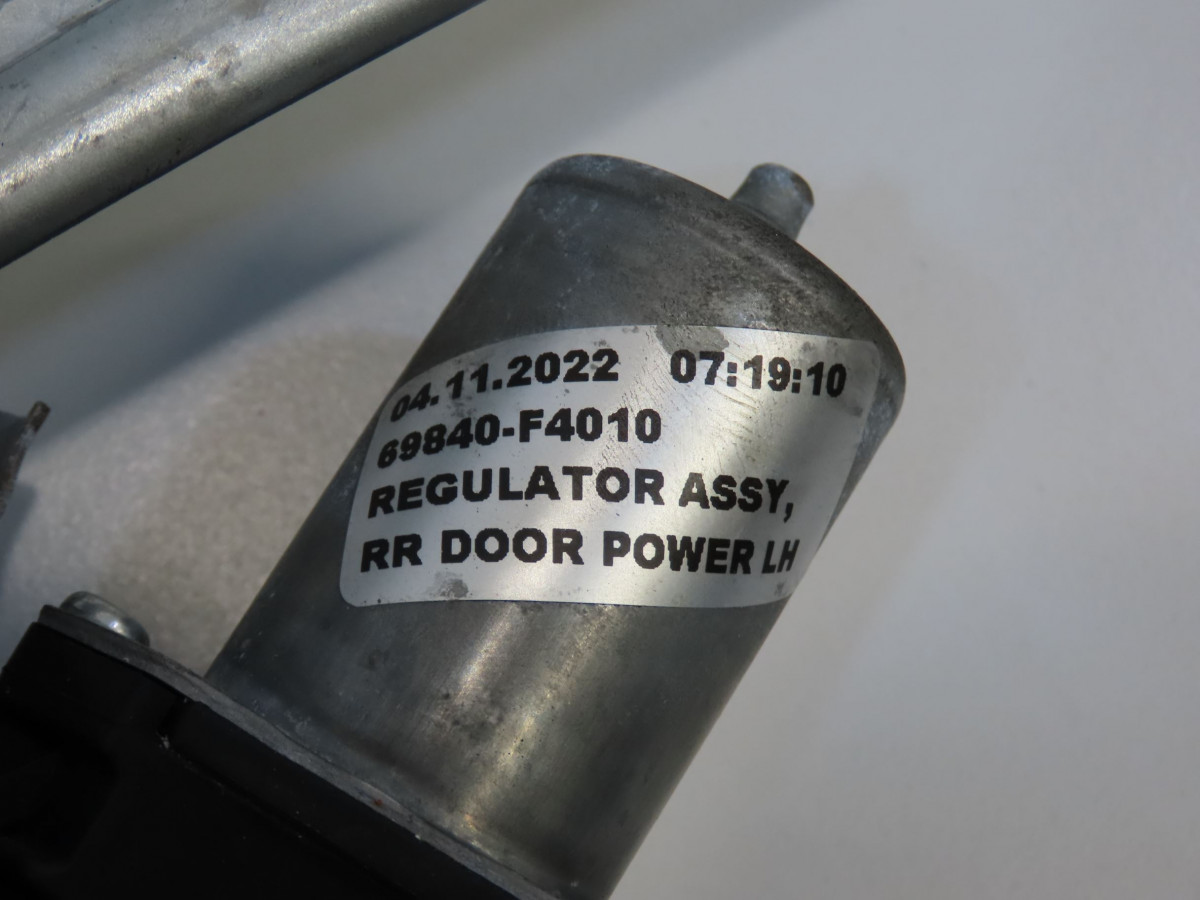 04.11.2022 07:19:10
69840-F4010
REGULATOR ASSY,
RR DOOR POWER LH